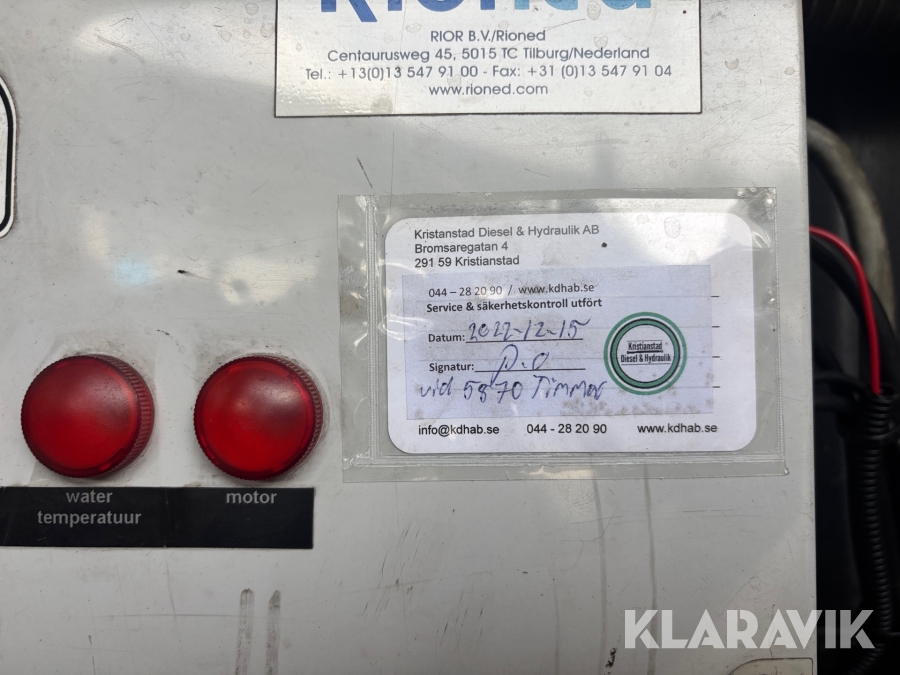 Rioned
RIOR B.V./Rioned
Centaurusweg 45, 5015 TC Tilburg/Nederland
Tel.: +13(0)13 547 91 00 - Fax: +31 (0)13 547 91 04
www.rioned.com
Kristanstad Diesel & Hydraulik AB
Bromsaregatan 4
291 59 Kristianstad
044 – 28 20 90 / www.kdhab.se
Service & säkerhetskontroll utfört
Datum: 2022-12-15
Signatur: P.O
vid 5870 Timmar
Kristianstad
Diesel & Hydraulik
info@kdhab.se 044 - 28 20 90 www.kdhab.se
water
temperatuur
motor
KLARAVIK